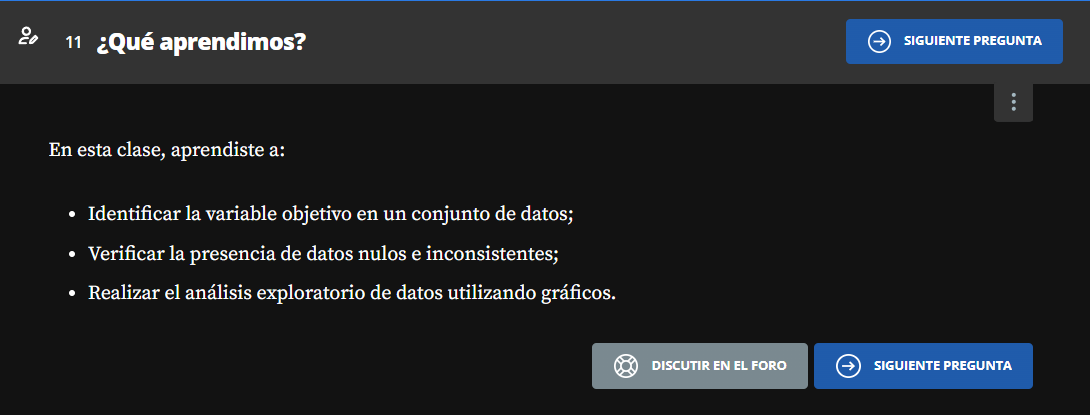 11 ¿Qué aprendimos?
SIGUIENTE PREGUNTA
En esta clase, aprendiste a:
• Identificar la variable objetivo en un conjunto de datos;
• Verificar la presencia de datos nulos e inconsistentes;
• Realizar el análisis exploratorio de datos utilizando gráficos.
DISCUTIR EN EL FORO
SIGUIENTE PREGUNTA